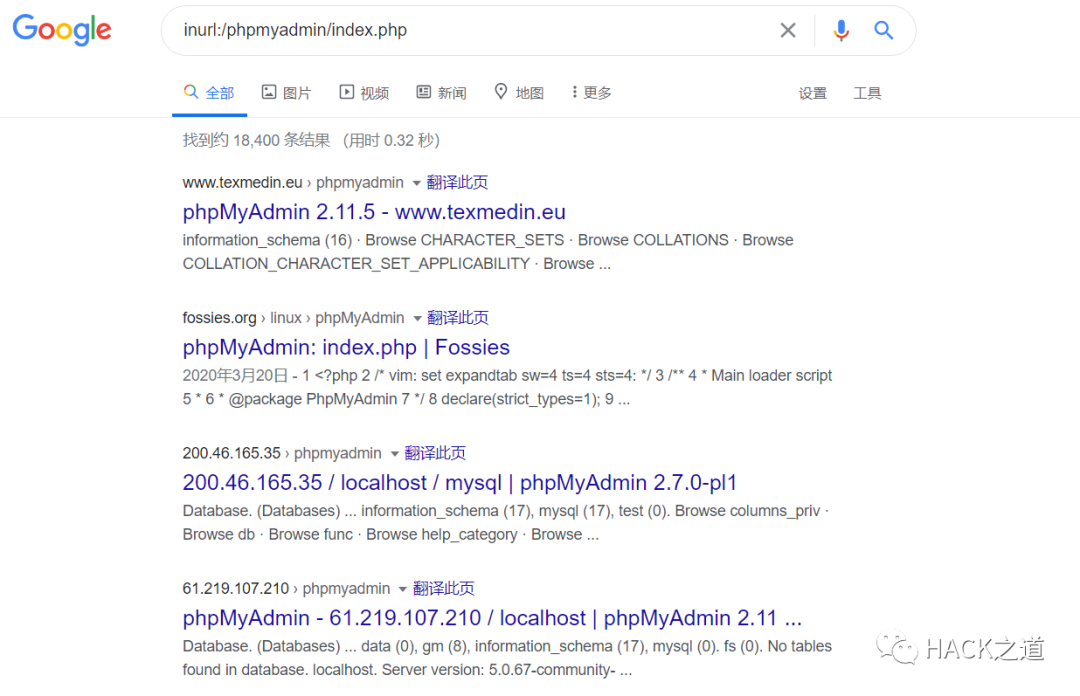 Google
inurl:/phpmyadmin/index.php
全部 图片 视频 新闻 地图 更多 设置 工具
找到约 18,400 条结果 （用时 0.32 秒）
www.texmedin.eu › phpmyadmin 翻译此页
phpMyAdmin 2.11.5 - www.texmedin.eu
information_schema (16) · Browse CHARACTER_SETS · Browse COLLATIONS · Browse
COLLATION_CHARACTER_SET_APPLICABILITY · Browse ...
fossies.org › linux › phpMyAdmin 翻译此页
phpMyAdmin: index.php | Fossies
2020年3月20日 - 1 <?php 2 /* vim: set expandtab sw=4 ts=4 sts=4: */ 3 /** 4 * Main loader script
5 * 6 * @package PhpMyAdmin 7 */ 8 declare(strict_types=1); 9 ...
200.46.165.35 › phpmyadmin 翻译此页
200.46.165.35 / localhost / mysql | phpMyAdmin 2.7.0-pl1
Database. (Databases) ... information_schema (17), mysql (17), test (0). Browse columns_priv ·
Browse db · Browse func · Browse help_category · Browse ...
61.219.107.210 › phpmyadmin 翻译此页
phpMyAdmin - 61.219.107.210 / localhost | phpMyAdmin 2.11 ...
Database. (Databases) ... data (0), gm (8), information_schema (17), mysql (0). fs (0). No tables
found in database. localhost. Server version: 5.0.67-community- ...
HACK之道